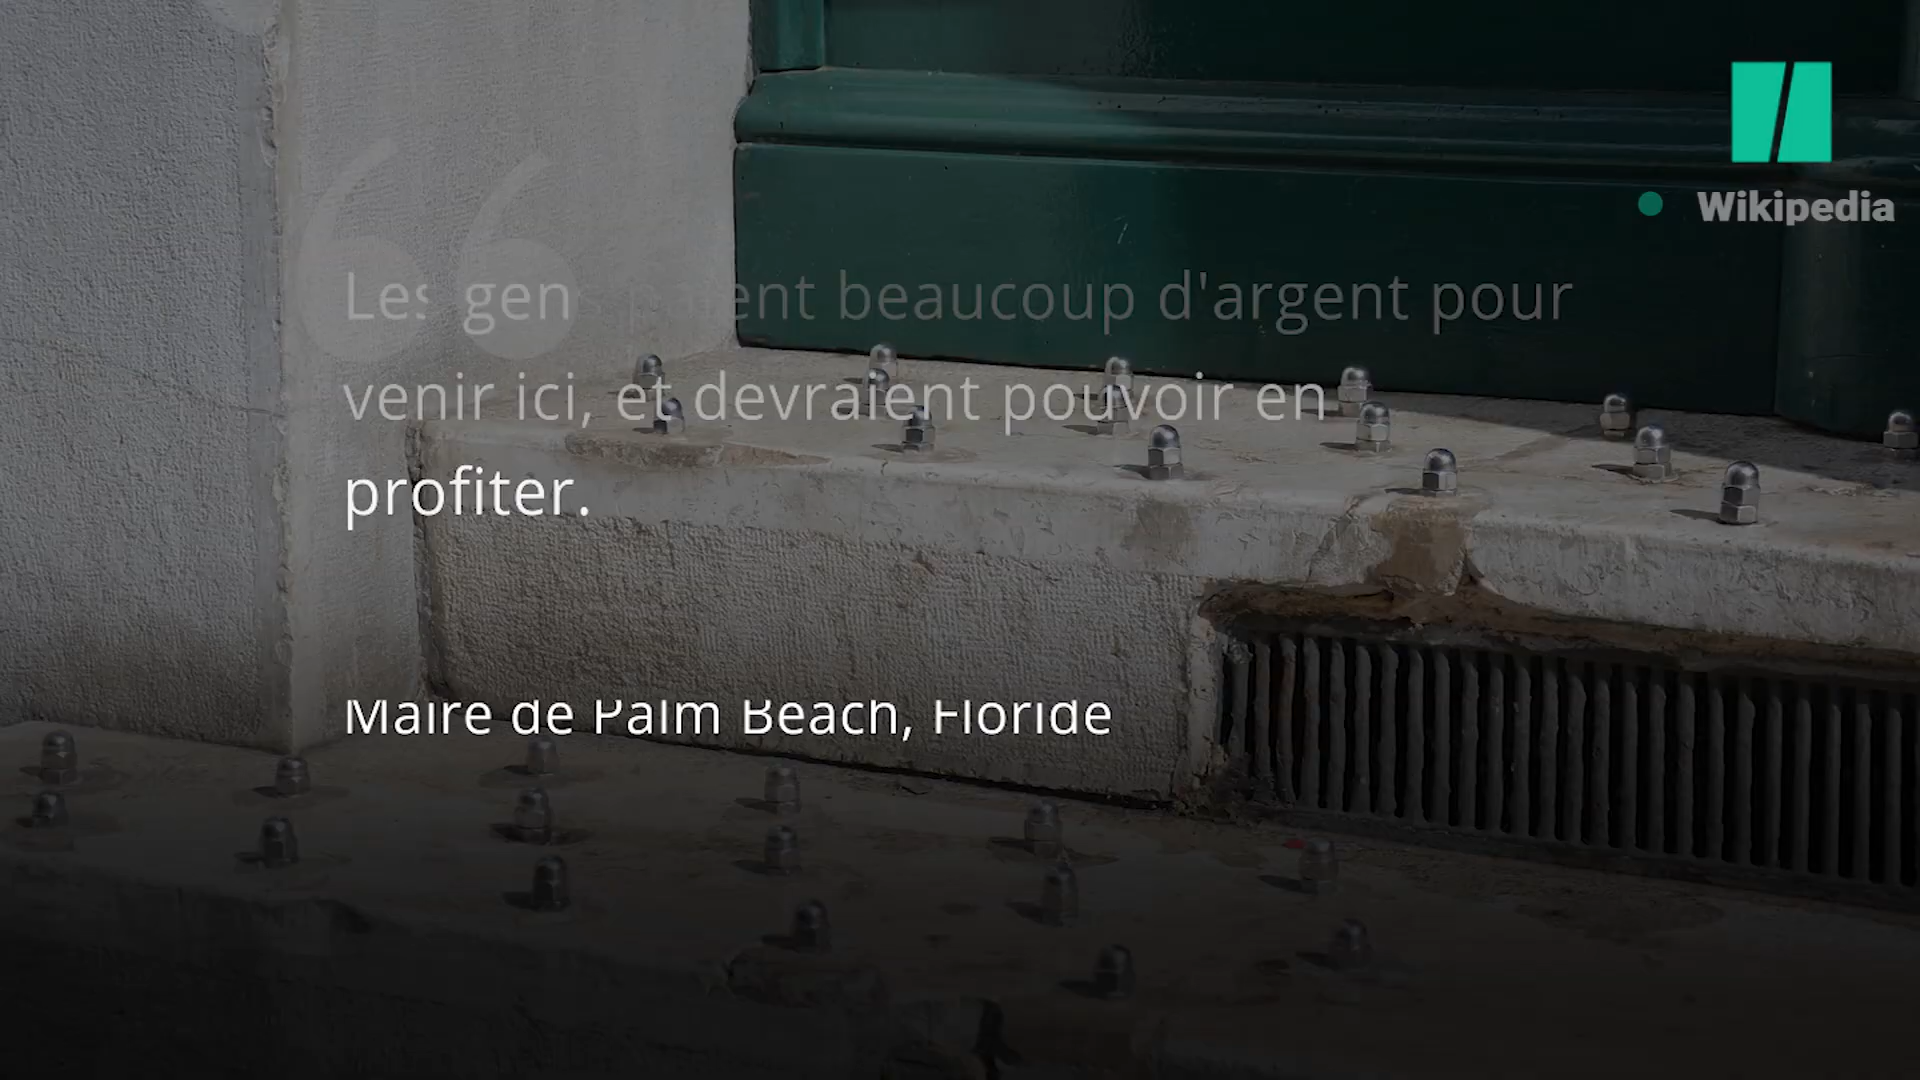 Wikipedia
Les gens paient beaucoup d'argent pour
venir ici, et devraient pouvoir en
profiter.
Maire de Palm Beach, Floride